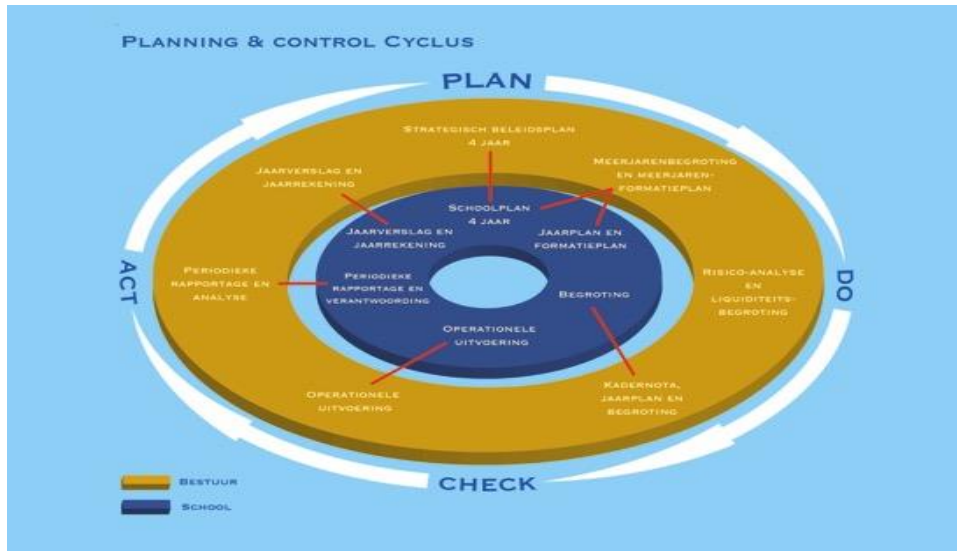 Planning & control Cyclus
PLAN
Strategisch beleidsplan
4 jaar
Meerjarenbegroting
en meerjaren-
formatieplan
Jaarverslag en
jaarrekening
Schoolplan
4 jaar
Jaarverslag en
jaarrekening
Jaarplan en
formatieplan
ACT
Periodieke
rapportage en
analyse
Periodieke
rapportage en
verantwoording
Begroting
Risico-analyse
en
liquiditeits-
begroting
DO
Operationele
uitvoering
Operationele
uitvoering
Kadernota,
jaarplan en
begroting
CHECK
Bestuur
School